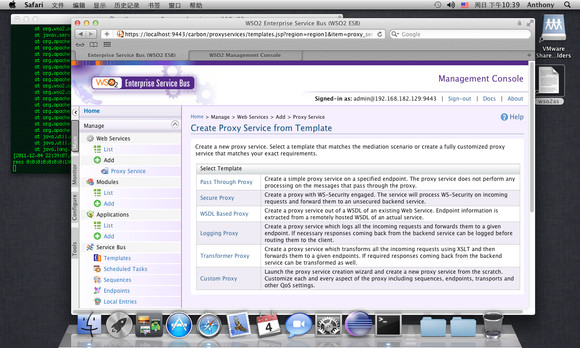 Safari 文件 编辑 显示 历史记录 书签 窗口 帮助 周日 下午10:39 Anthony
WSO2 Enterprise Service Bus (WSO2 ESB)
https://localhost:9443/carbon/proxyservices/templates.jsp?region=region1&item=proxy_se
Google
Enterprise Service Bus (WSO2 ESB) WSO2 Management Console
WSO2 Enterprise Service Bus
Management Console
Signed-in as: admin@192.168.182.129:9443 | Sign-out | Docs | About
Home
Manage
Web Services
List
Add
Proxy Service
Modules
List
Add
Applications
List
Add
Service Bus
Templates
Scheduled Tasks
Sequences
Endpoints
Local Entries
Monitor
Configure
Tools
Home > Manage > Web Services > Add > Proxy Service
Help
Create Proxy Service from Template
Create a new proxy service. Select a template that matches the mediation scenario or create a fully customized proxy
service that matches your exact requirements.
Select Template
Pass Through Proxy Create a simple proxy service on a specified endpoint. The proxy service does not perform any
processing on the messages that pass through the proxy.
Secure Proxy Create a proxy with WS-Security engaged. The service will process WS-Security on incoming
requests and forward them to an unsecured backend service.
WSDL Based Proxy Create a proxy service out of a WSDL of an existing Web Service. Endpoint information is
extracted from a remotely hosted WSDL of an actual service.
Logging Proxy Create a proxy service which logs all the incoming requests and forwards them to a given
endpoint. If necessary responses coming back from the backend service can be logged before
routing them to the client.
Transformer Proxy Create a proxy service which transforms all the incoming requests using XSLT and then
forwards them to a given endpoint. If required responses coming back from the backend
service can be transformed as well.
Custom Proxy Launch the proxy service creation wizard and create a new proxy service from the scratch.
Customize each and every aspect of the proxy including sequences, endpoints, transports and
other QoS settings.
VMware
Share...lders
wso2as
4